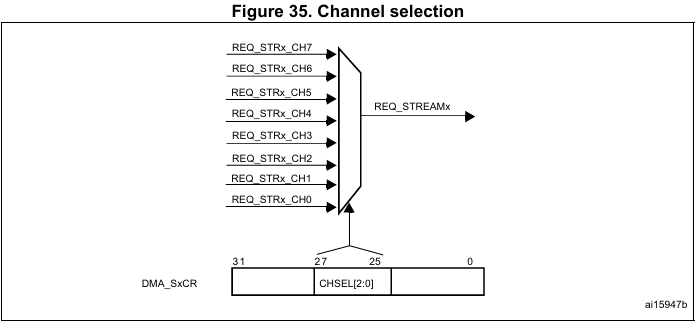 Figure 35. Channel selection
REQ_STRx_CH7
REQ_STRx_CH6
REQ_STRx_CH5
REQ_STRx_CH4
REQ_STRx_CH3
REQ_STRx_CH2
REQ_STRx_CH1
REQ_STRx_CH0
REQ_STREAMx
31 27 25 0
DMA_SxCR CHSEL[2:0]
ai15947b